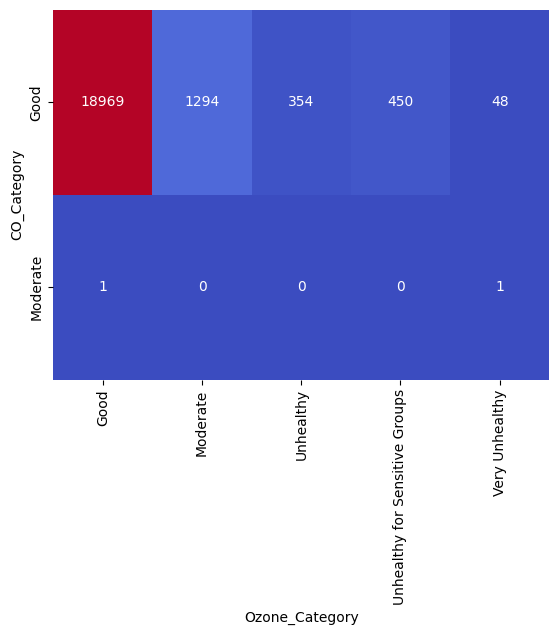 CO_Category
Good
18969 1294 354 450 48
Moderate
1 0 0 0 1
Good
Moderate
Unhealthy
Unhealthy for Sensitive Groups
Very Unhealthy
Ozone_Category